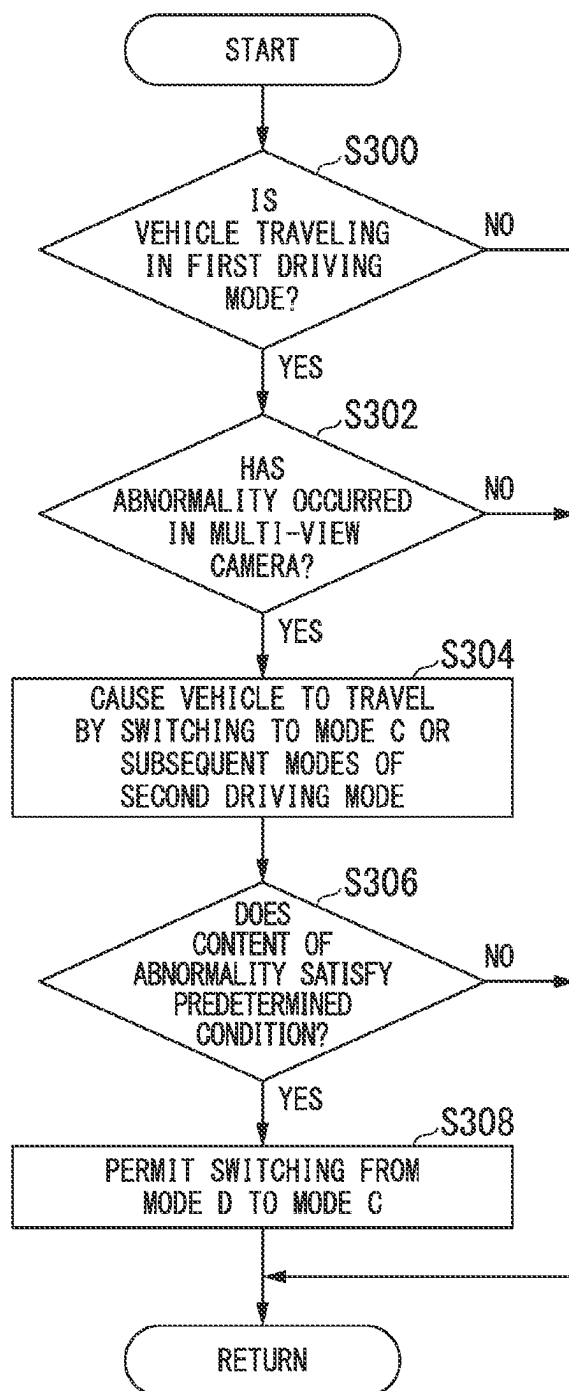 START
S300
IS
VEHICLE TRAVELING
IN FIRST DRIVING
MODE?
NO
YES
S302
HAS
ABNORMALITY OCCURRED
IN MULTI-VIEW
CAMERA?
NO
YES
S304
CAUSE VEHICLE TO TRAVEL
BY SWITCHING TO MODE C OR
SUBSEQUENT MODES OF
SECOND DRIVING MODE
S306
DOES
CONTENT OF
ABNORMALITY SATISFY
PREDETERMINED
CONDITION?
NO
YES
S308
PERMIT SWITCHING FROM
MODE D TO MODE C
RETURN